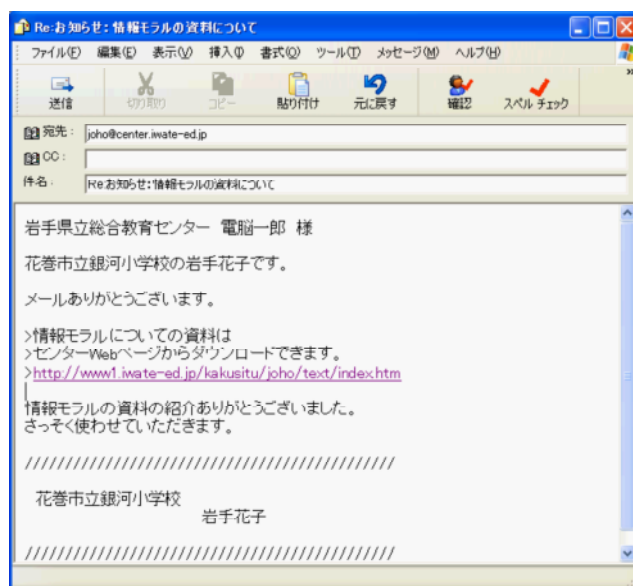 Re:お知らせ：情報モラルの資料について
ファイル(F) 編集(E) 表示(V) 挿入(I) 書式(O) ツール(T) メッセージ(M) ヘルプ(H)
送信 切り取り コピー 貼り付け 元に戻す 確認 スペル チェック
宛先： joho@center.iwate-ed.jp
CC：
件名： Re:お知らせ：情報モラルの資料について
岩手県立総合教育センター 電脳一郎 様
花巻市立銀河小学校の岩手花子です。
メールありがとうございます。
>情報モラルについての資料は
>センターWebページからダウンロードできます。
>http://www1.iwate-ed.jp/kakusitu/joho/text/index.htm
情報モラルの資料の紹介ありがとうございました。
さっそく使わせていただきます。
//////////////////////////////////////////////
花巻市立銀河小学校
岩手花子
//////////////////////////////////////////////